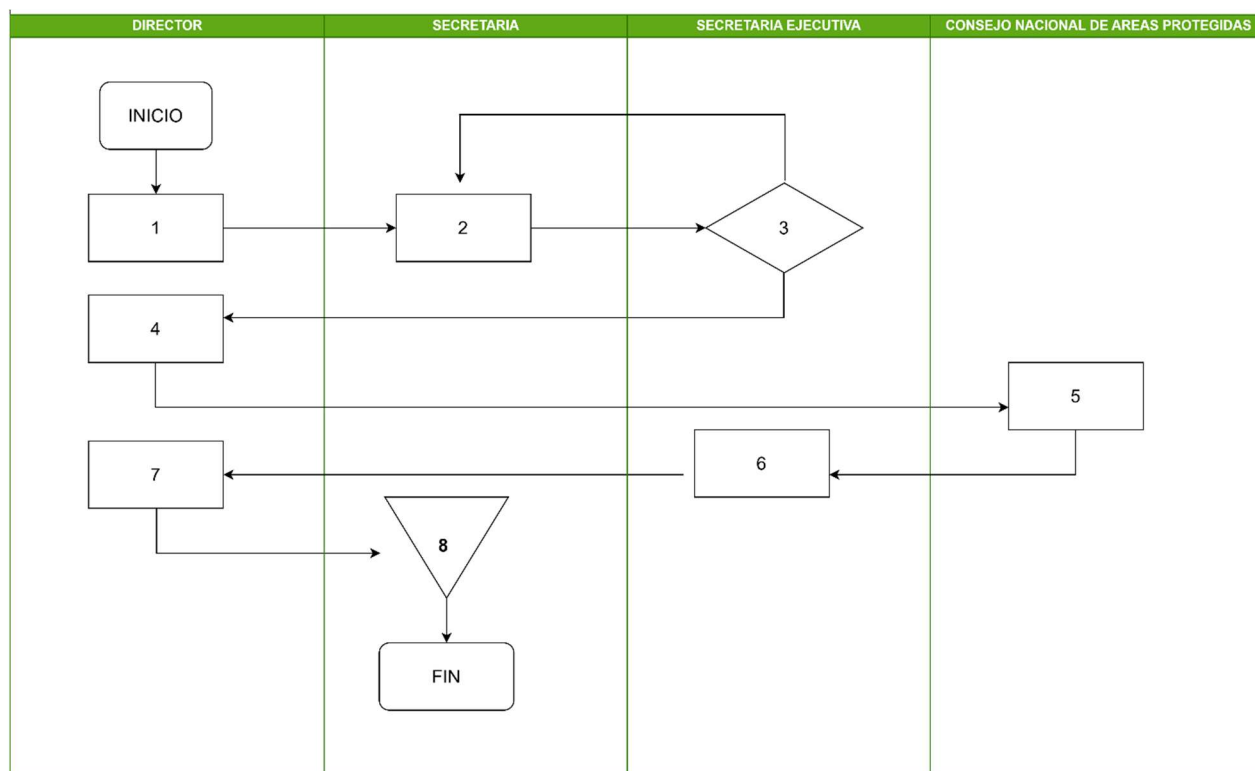 DIRECTOR
SECRETARIA
SECRETARIA EJECUTIVA
CONSEJO NACIONAL DE AREAS PROTEGIDAS
INICIO
1
2
3
4
5
6
7
8
FIN